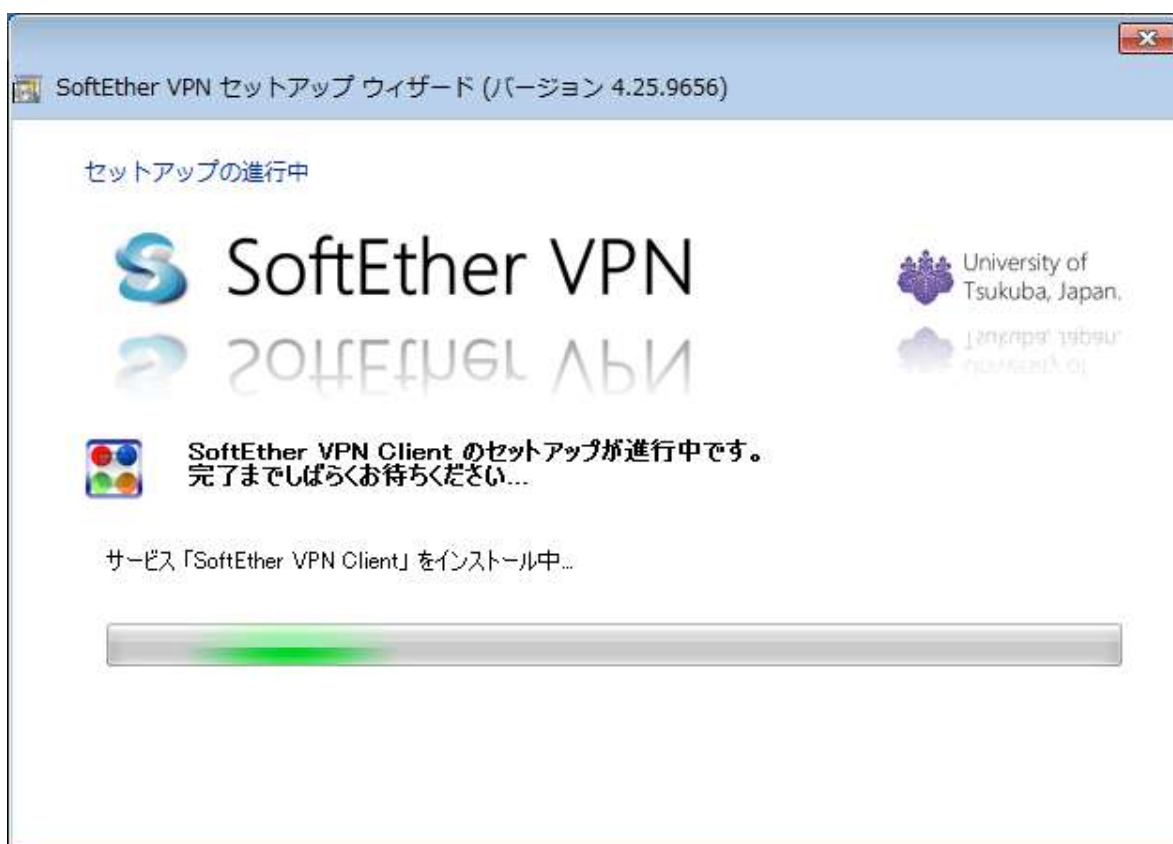 SoftEther VPN セットアップ ウィザード (バージョン 4.25.9656)
セットアップの進行中
SoftEther VPN
University of
Tsukuba, Japan.
SoftEther VPN Client のセットアップが進行中です。
完了までしばらくお待ちください...
サービス「SoftEther VPN Client」をインストール中...